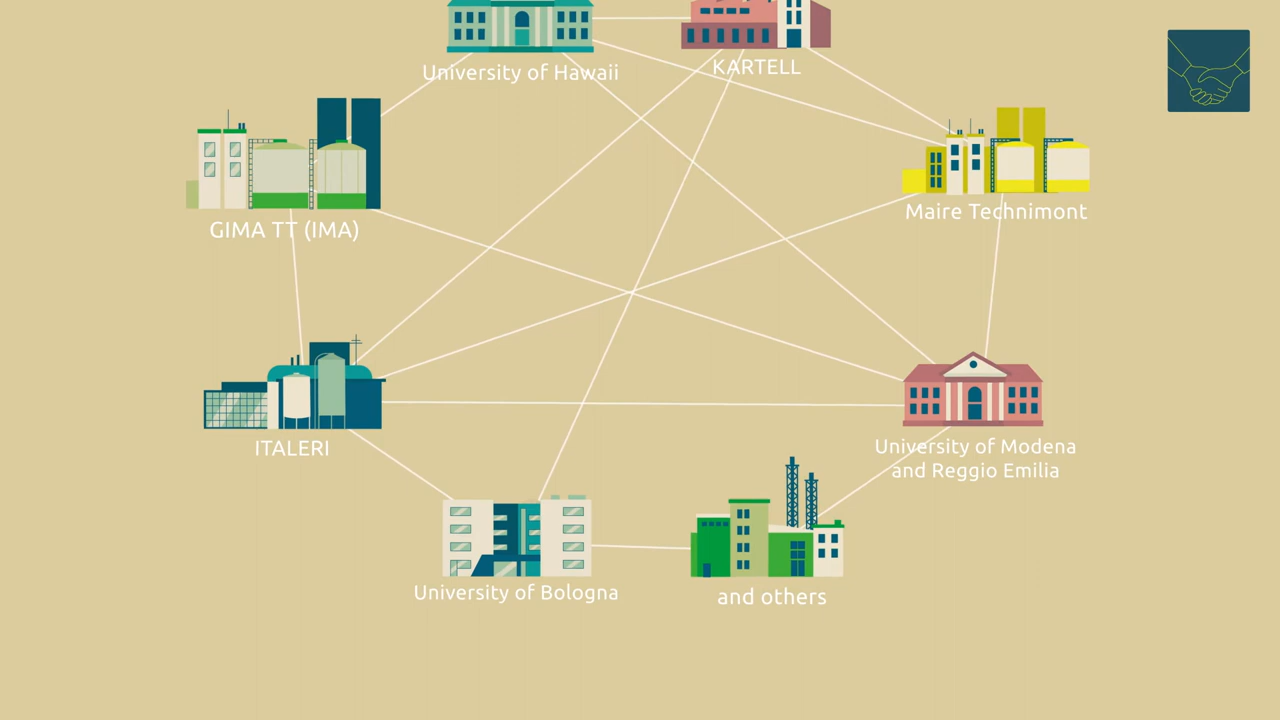 University of Hawaii
KARTELL
Maire Technimont
GIMA TT (IMA)
ITALERI
University of Modena
and Reggio Emilia
University of Bologna
and others